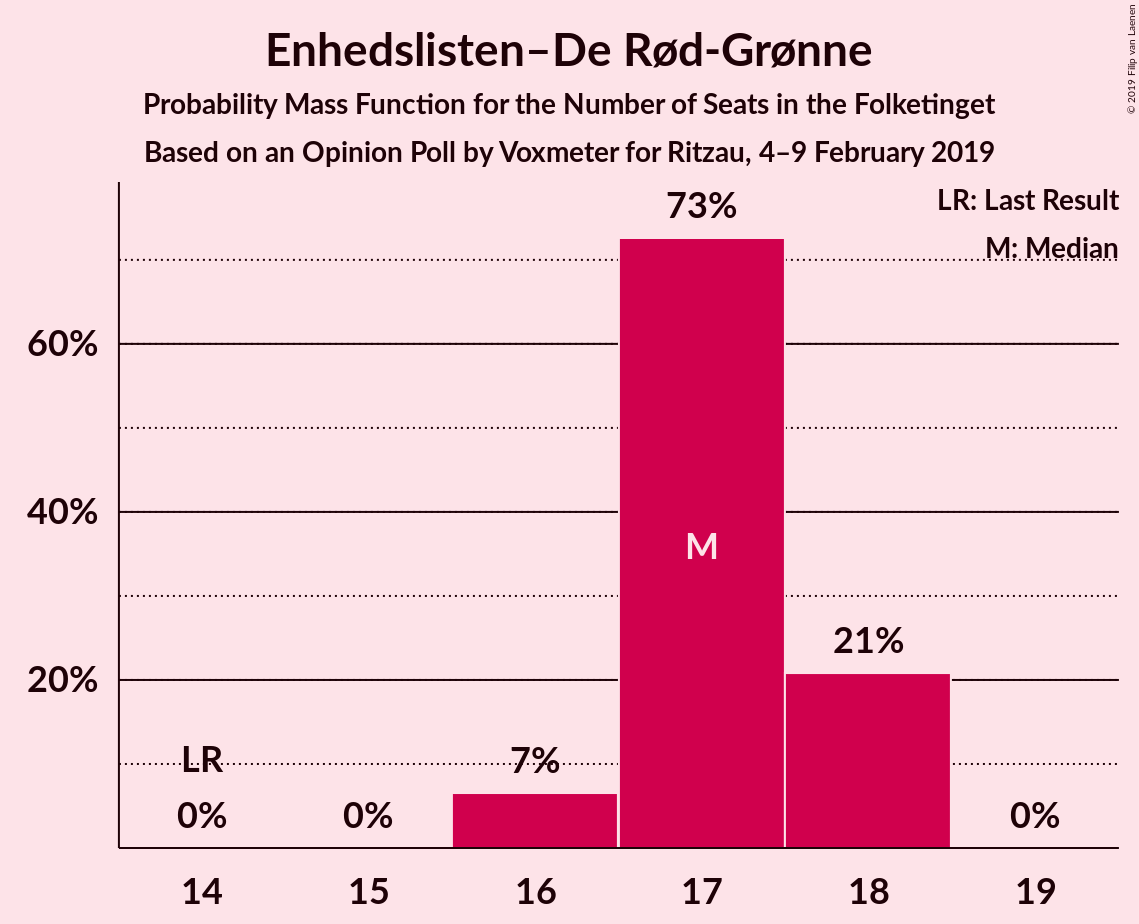 Enhedslisten–De Rød-Grønne
Probability Mass Function for the Number of Seats in the Folketinget
Based on an Opinion Poll by Voxmeter for Ritzau, 4–9 February 2019
© 2019 Filip van Laenen
LR: Last Result
M: Median
73%
60%
40%
M
21%
20%
LR
7%
0%
0%
0%
14
15
16
17
18
19